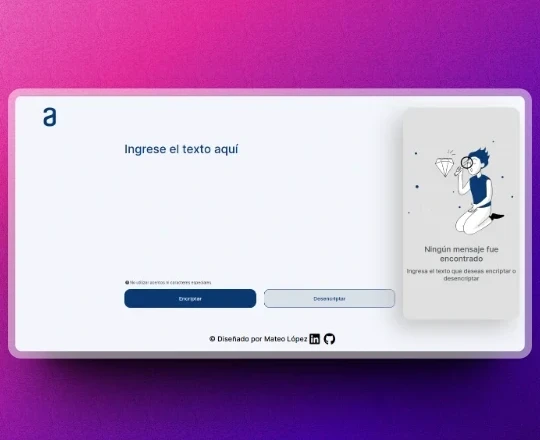 a
Ingrese el texto aquí
No utilizar acentos ni caracteres especiales
Encriptar
Desencriptar
© Diseñado por Mateo López
Ningún mensaje fue
encontrado
Ingresa el texto que deseas encriptar o
desencriptar